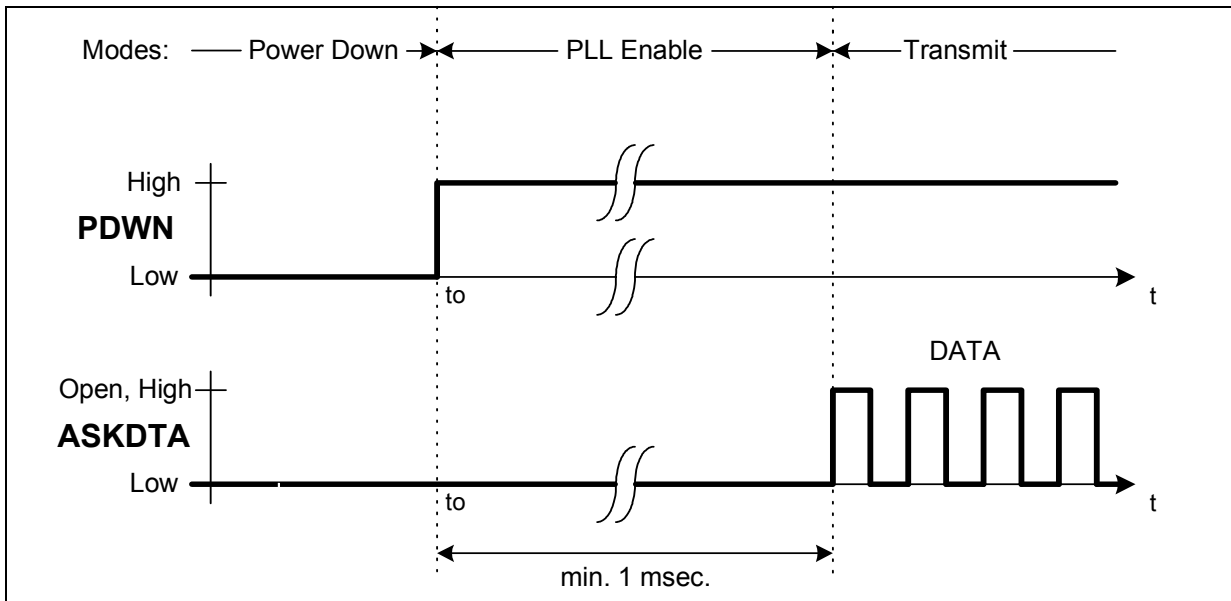 Modes: Power Down PLL Enable Transmit
High
PDWN
Low
to
t
DATA
Open, High
ASKDTA
Low
to
t
min. 1 msec.